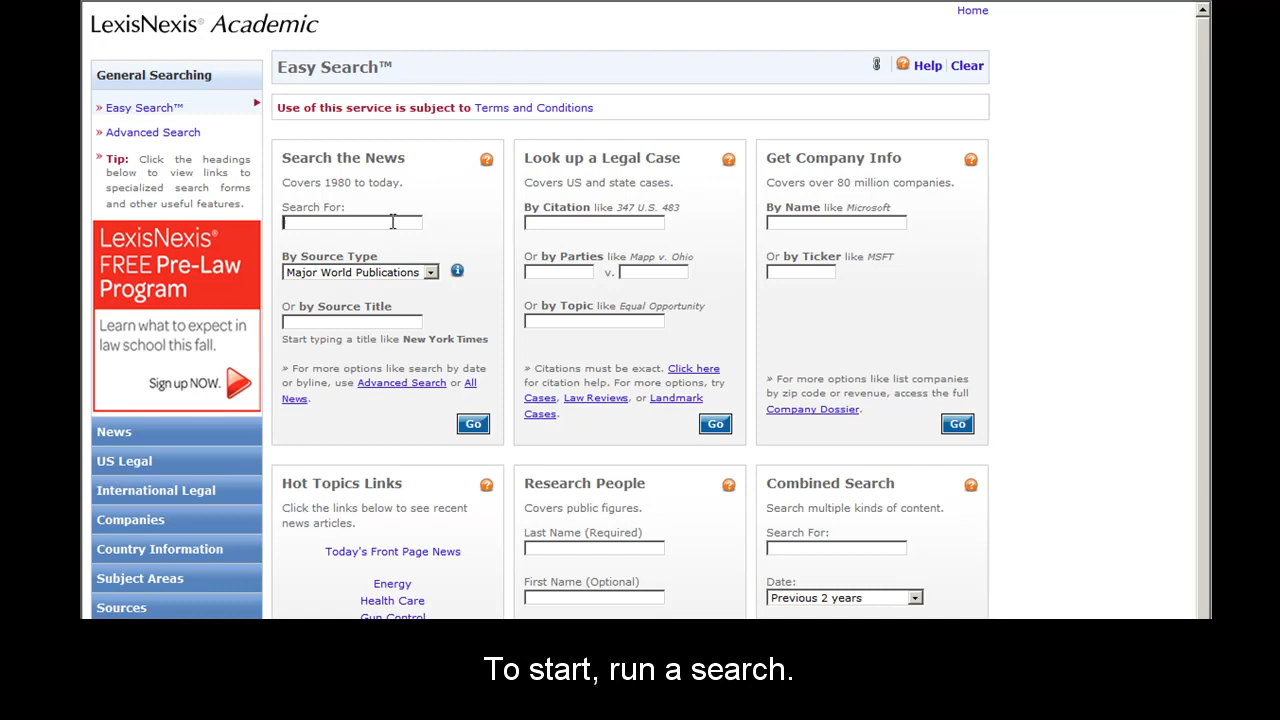 LexisNexis® Academic
Home
General Searching
» Easy Search™
» Advanced Search
» Tip: Click the headings
below to view links to
specialized search forms
and other useful features.
LexisNexis®
FREE Pre-Law
Program
Learn what to expect in
law school this fall.
Sign up NOW.
News
US Legal
International Legal
Companies
Country Information
Subject Areas
Sources
Easy Search™
Help | Clear
Use of this service is subject to Terms and Conditions
Search the News
Covers 1980 to today.
Search For:
By Source Type
Major World Publications
Or by Source Title
Start typing a title like New York Times
» For more options like search by date
or byline, use Advanced Search or All
News.
Go
Look up a Legal Case
Covers US and state cases.
By Citation like 347 U.S. 483
Or by Parties like Mapp v. Ohio
v.
Or by Topic like Equal Opportunity
» Citations must be exact. Click here
for citation help. For more options, try
Cases, Law Reviews, or Landmark
Cases.
Go
Get Company Info
Covers over 80 million companies.
By Name like Microsoft
Or by Ticker like MSFT
» For more options like list companies
by zip code or revenue, access the full
Company Dossier.
Go
Hot Topics Links
Click the links below to see recent
news articles.
Today's Front Page News
Energy
Health Care
Gun Control
Research People
Covers public figures.
Last Name (Required)
First Name (Optional)
Combined Search
Search multiple kinds of content.
Search For:
Date:
Previous 2 years
To start, run a search.